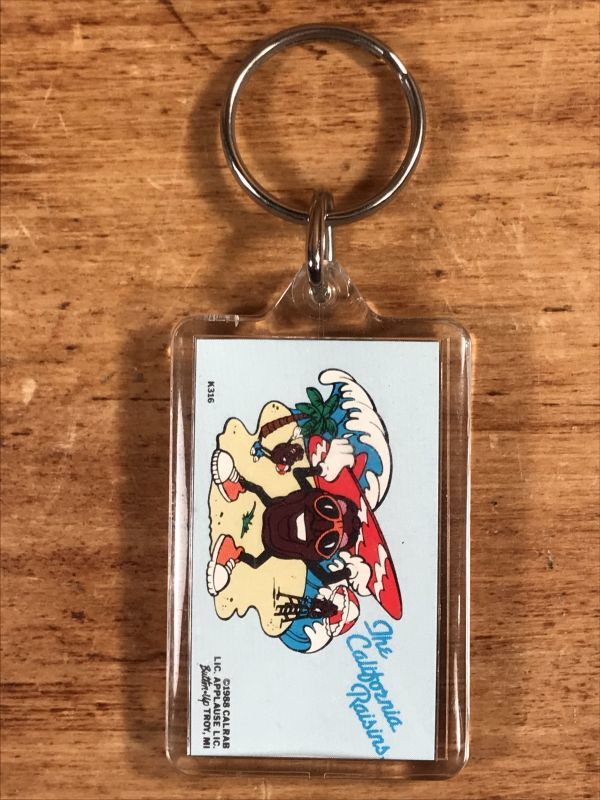 The
California
Raisins
K316
©1988 CALRAB
LIC. APPLAUSE LIC.
Button-Up TROY, MI